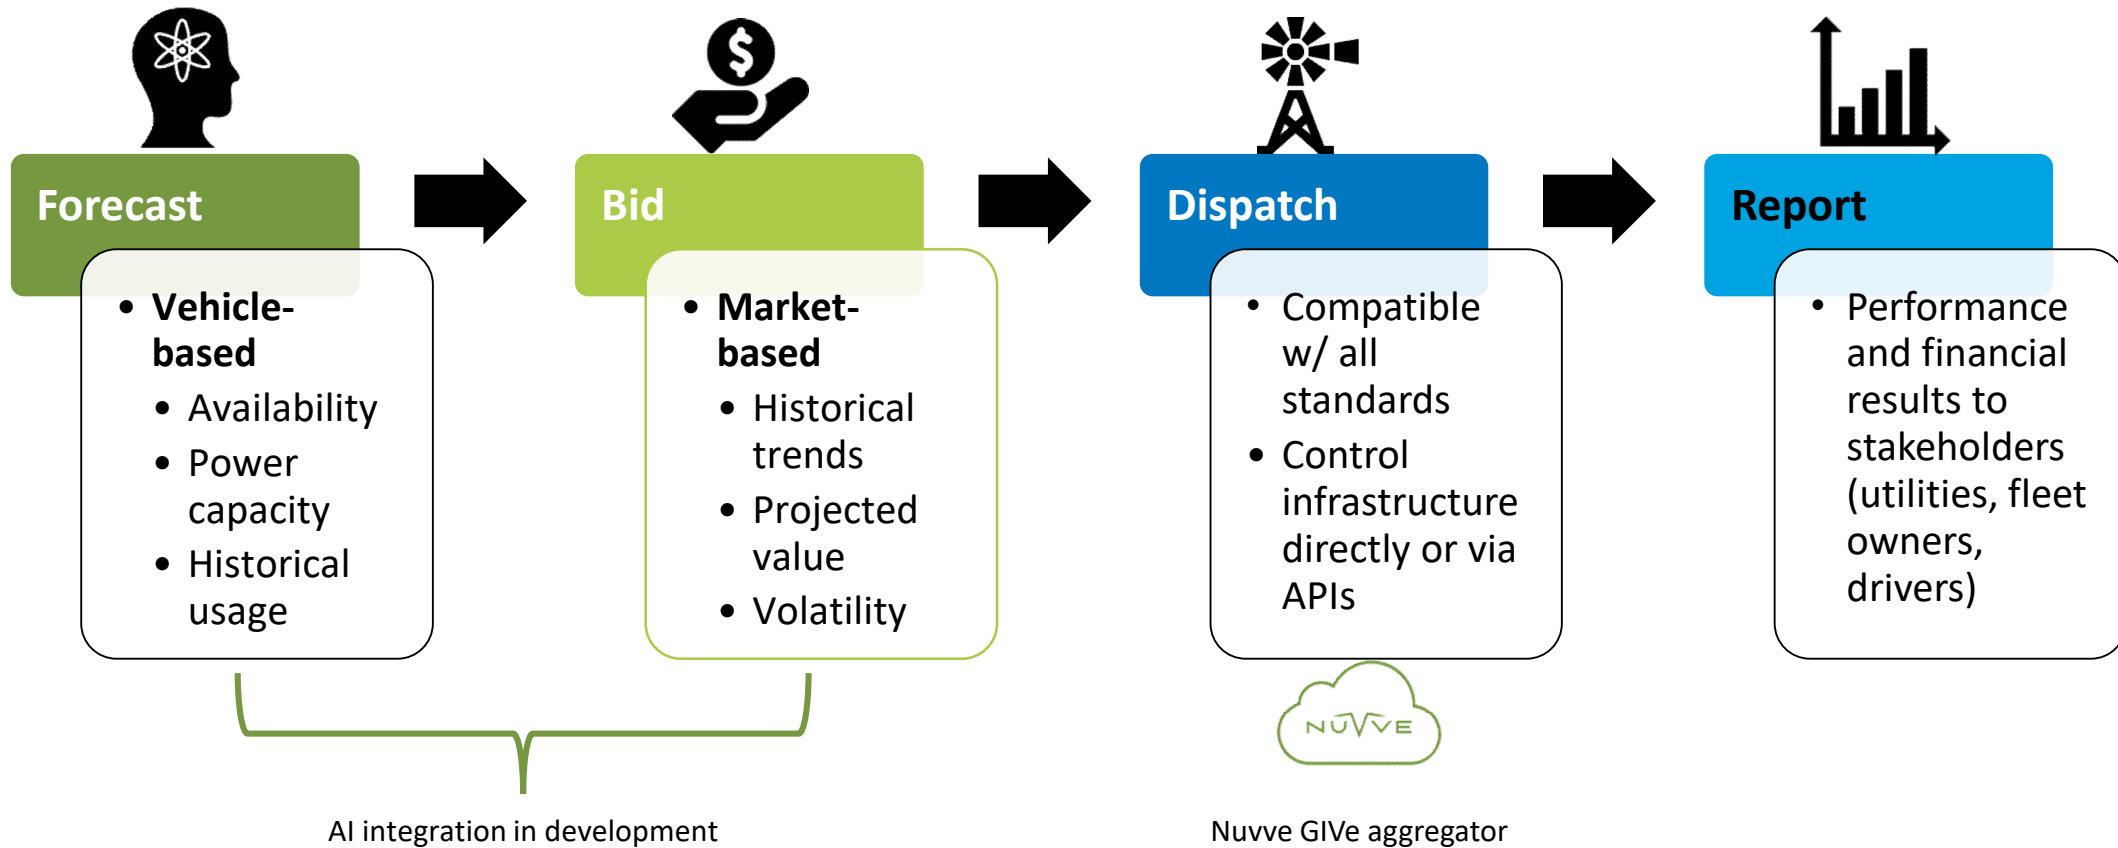 Forecast
• Vehicle-
based
• Availability
• Power
capacity
• Historical
usage
Bid
• Market-
based
• Historical
trends
• Projected
value
• Volatility
Dispatch
• Compatible
w/ all
standards
• Control
infrastructure
directly or via
APIs
Report
• Performance
and financial
results to
stakeholders
(utilities, fleet
owners,
drivers)
NUVVE
AI integration in development
Nuvve GIVe aggregator